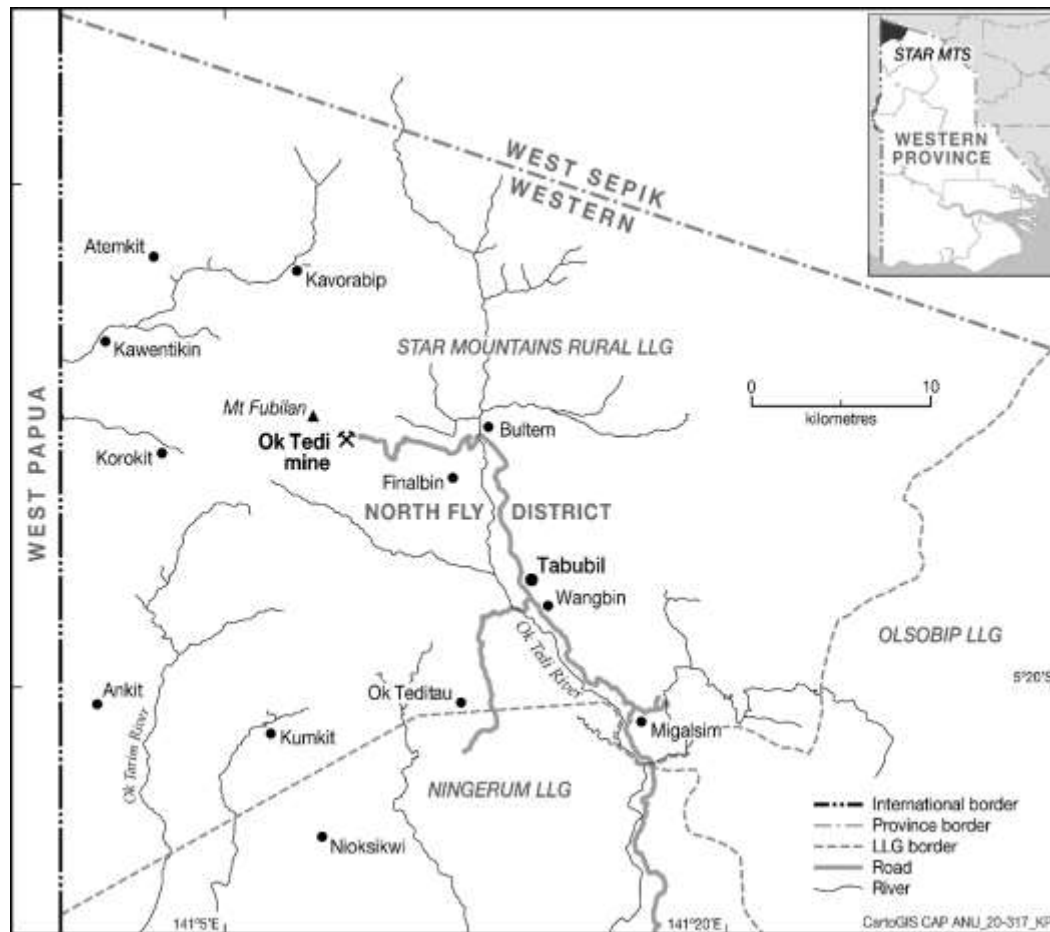 STAR MTS
WESTERN
PROVINCE
WEST SEPIK
WESTERN
Atemkit
Kavorabip
Kawentikin
STAR MOUNTAINS RURAL LLG
0 10
kilometres
Mt Fubilan
Ok Tedi
mine
Bultem
Korokit
Finalbin
WEST PAPUA
NORTH FLY DISTRICT
Tabubil
Wangbin
OLSOBIP LLG
Ok Tedi River
5°20'S
Ankit
Ok Teditau
Migalsim
Kumkit
Ok Tarim River
NINGERUM LLG
Nioksikwi
International border
Province border
LLG border
Road
River
141°5'E
141°20'E
CartoGIS CAP ANU_20-317_KP